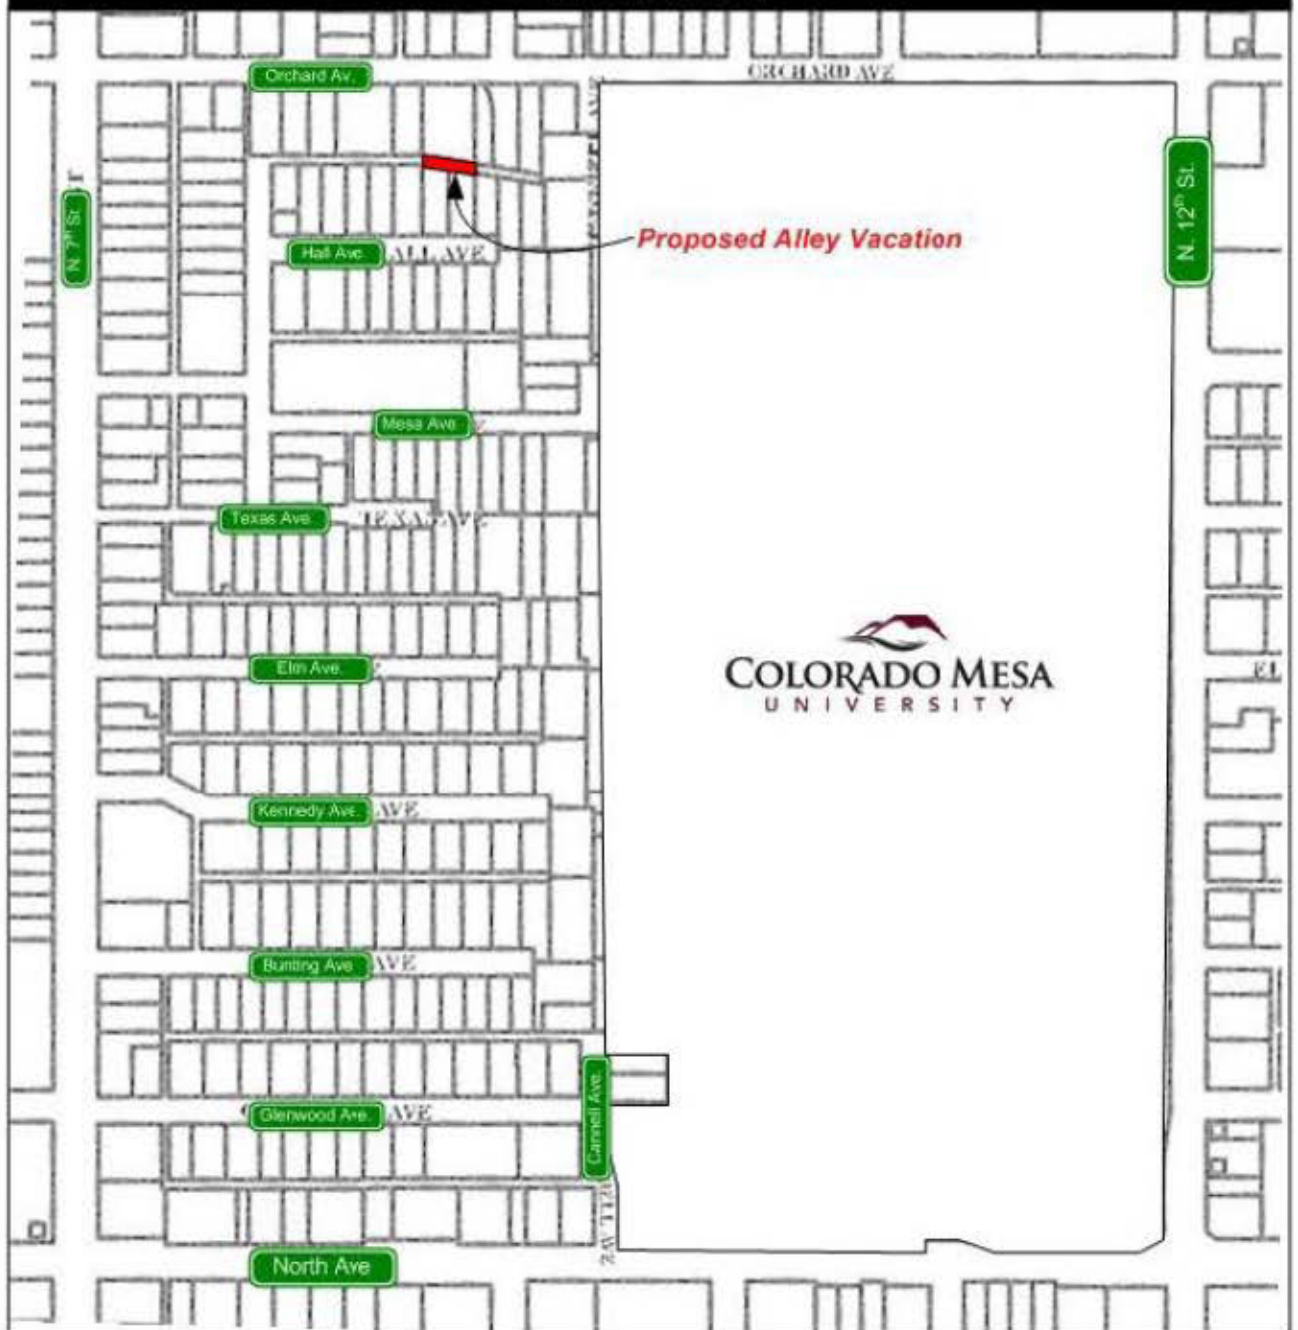 Orchard Av.
ORCHARD AVE
N. 12th St.
N. 7th St
Proposed Alley Vacation
Hall Ave.
ALL AVE
Mesa Ave.
Texas Ave.
TEXAS AVE
COLORADO MESA
UNIVERSITY
Elm Ave.
EL
Kennedy Ave.
AVE
Bunting Ave
AVE
Glenwood Ave.
AVE
Cannell Ave.
North Ave